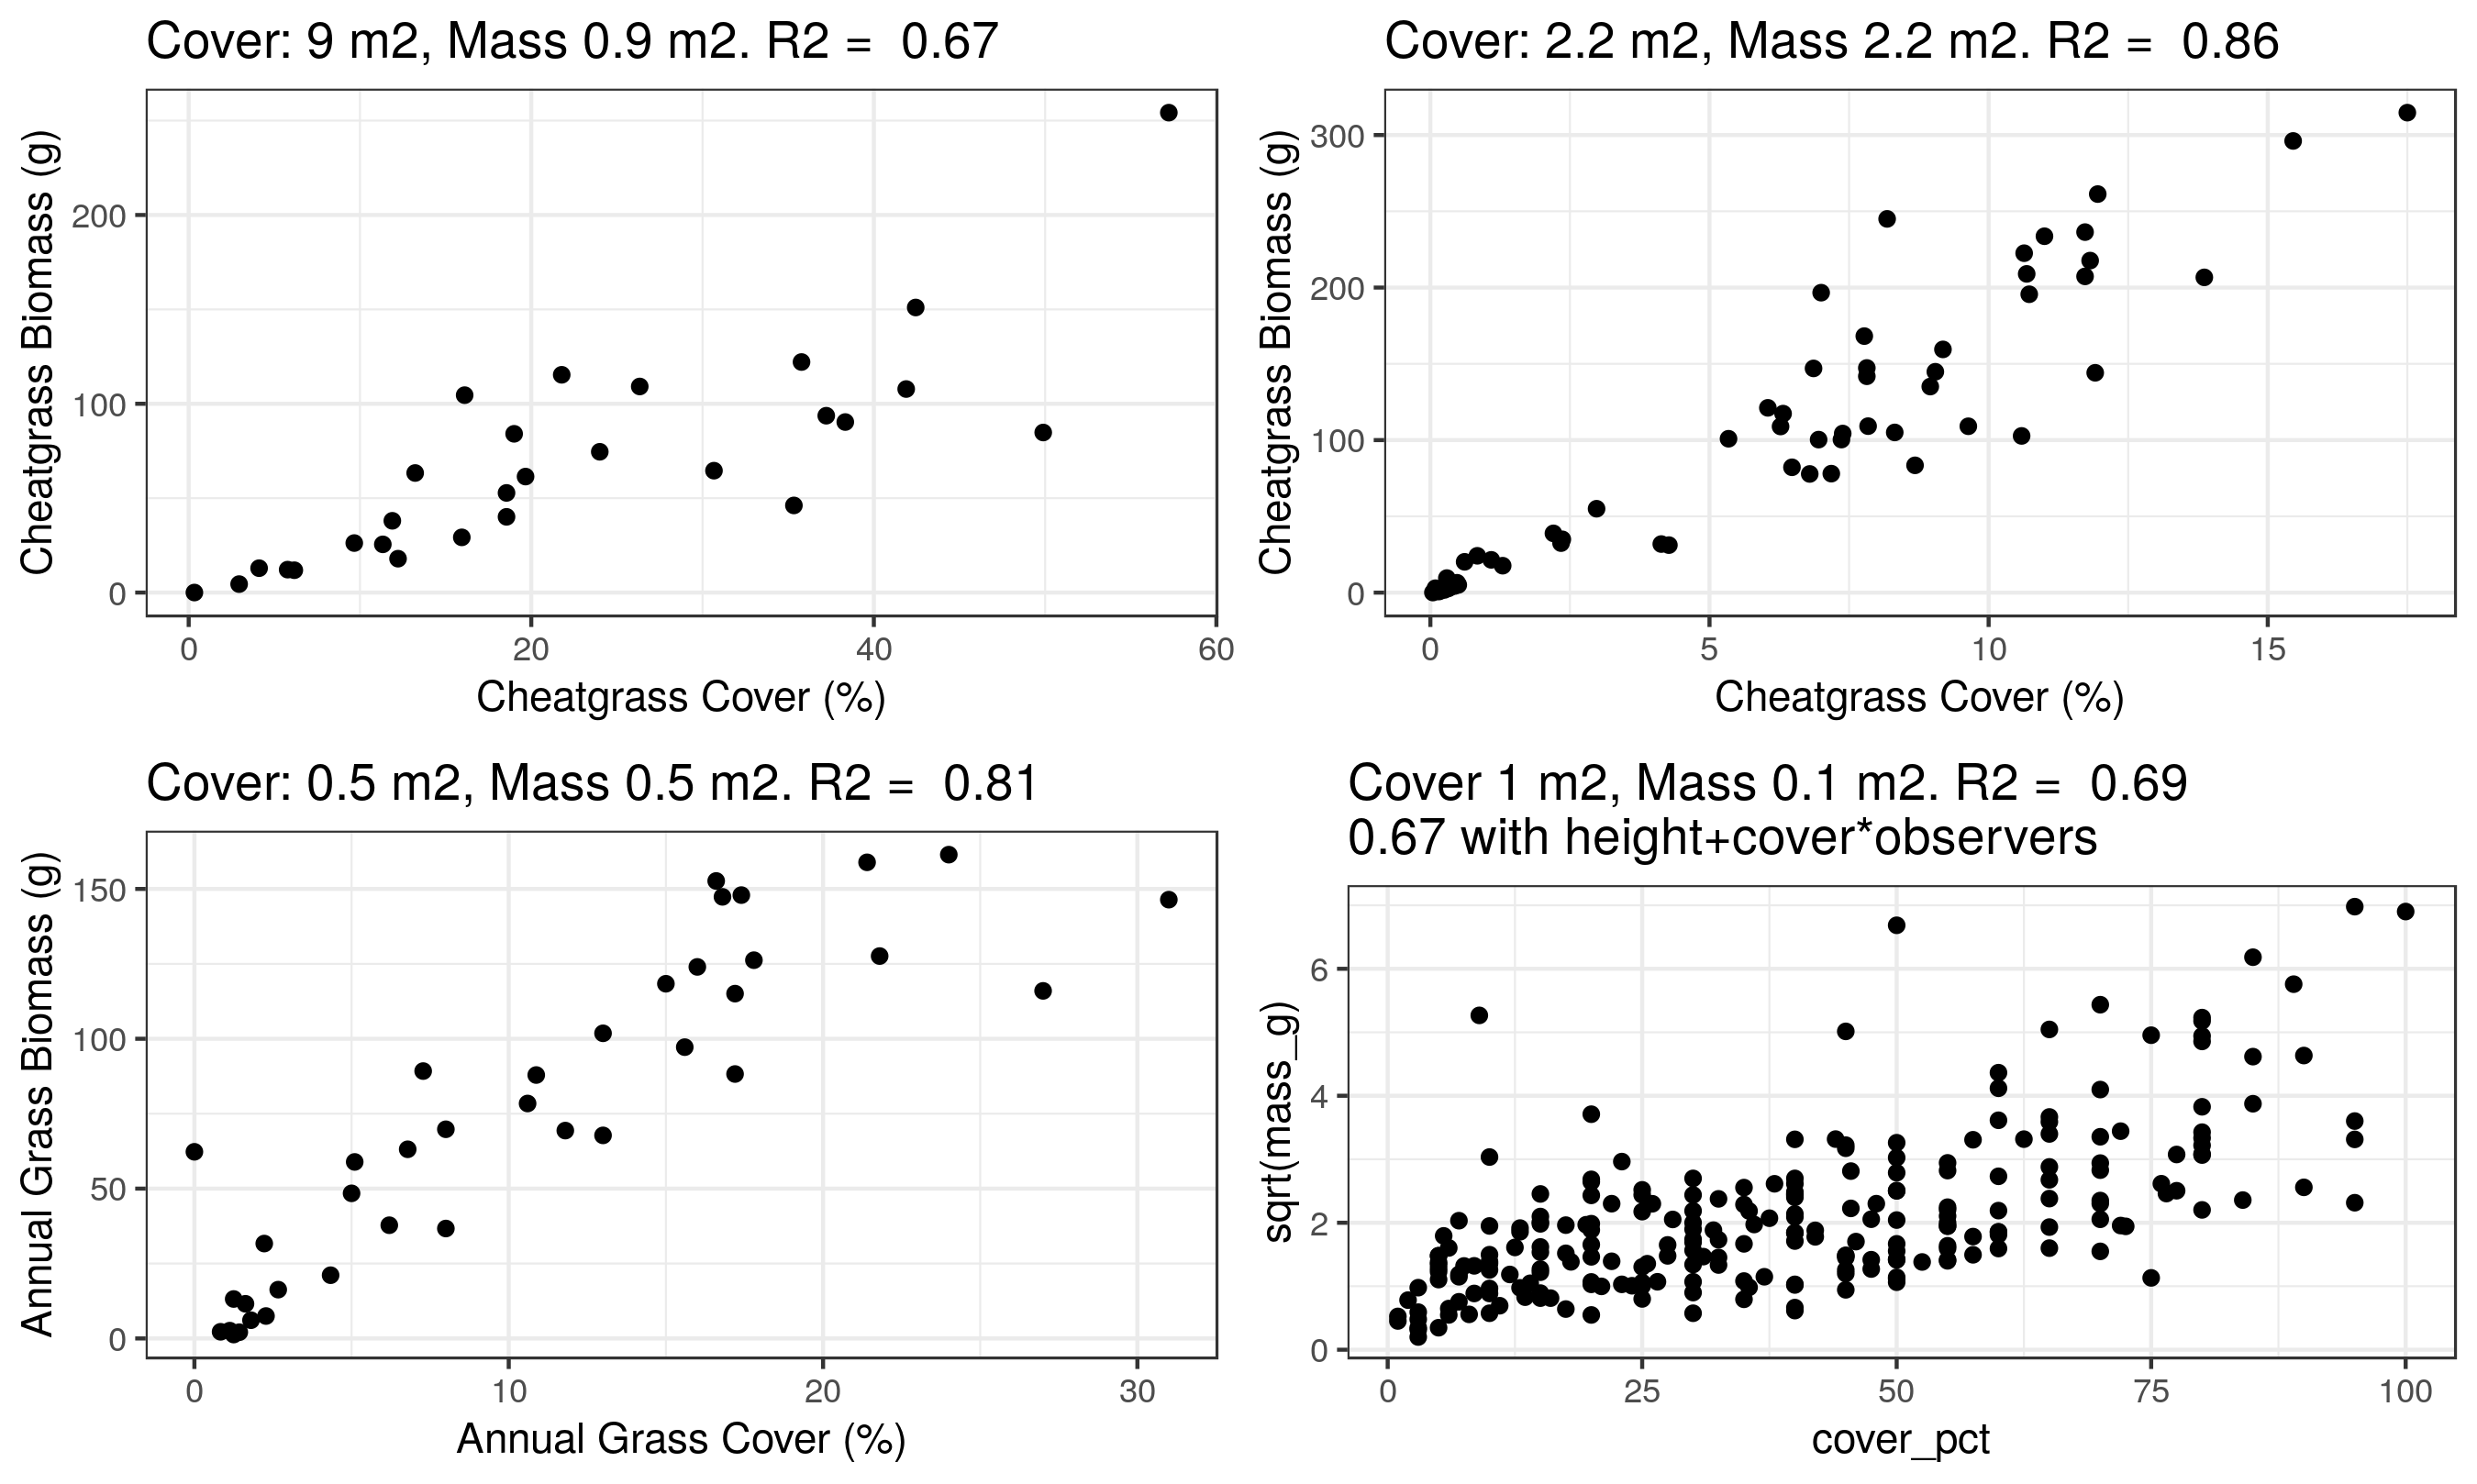 Cover: 9 m2, Mass 0.9 m2. R2 =  0.67
Cheatgrass Biomass (g)
200
100
0
0 20 40 60
Cheatgrass Cover (%)
Cover: 2.2 m2, Mass 2.2 m2. R2 =  0.86
Cheatgrass Biomass (g)
300
200
100
0
0 5 10 15
Cheatgrass Cover (%)
Cover: 0.5 m2, Mass 0.5 m2. R2 =  0.81
Annual Grass Biomass (g)
150
100
50
0
0 10 20 30
Annual Grass Cover (%)
Cover 1 m2, Mass 0.1 m2. R2 =  0.69
0.67 with height+cover*observers
sqrt(mass_g)
6
4
2
0
0 25 50 75 100
cover_pct